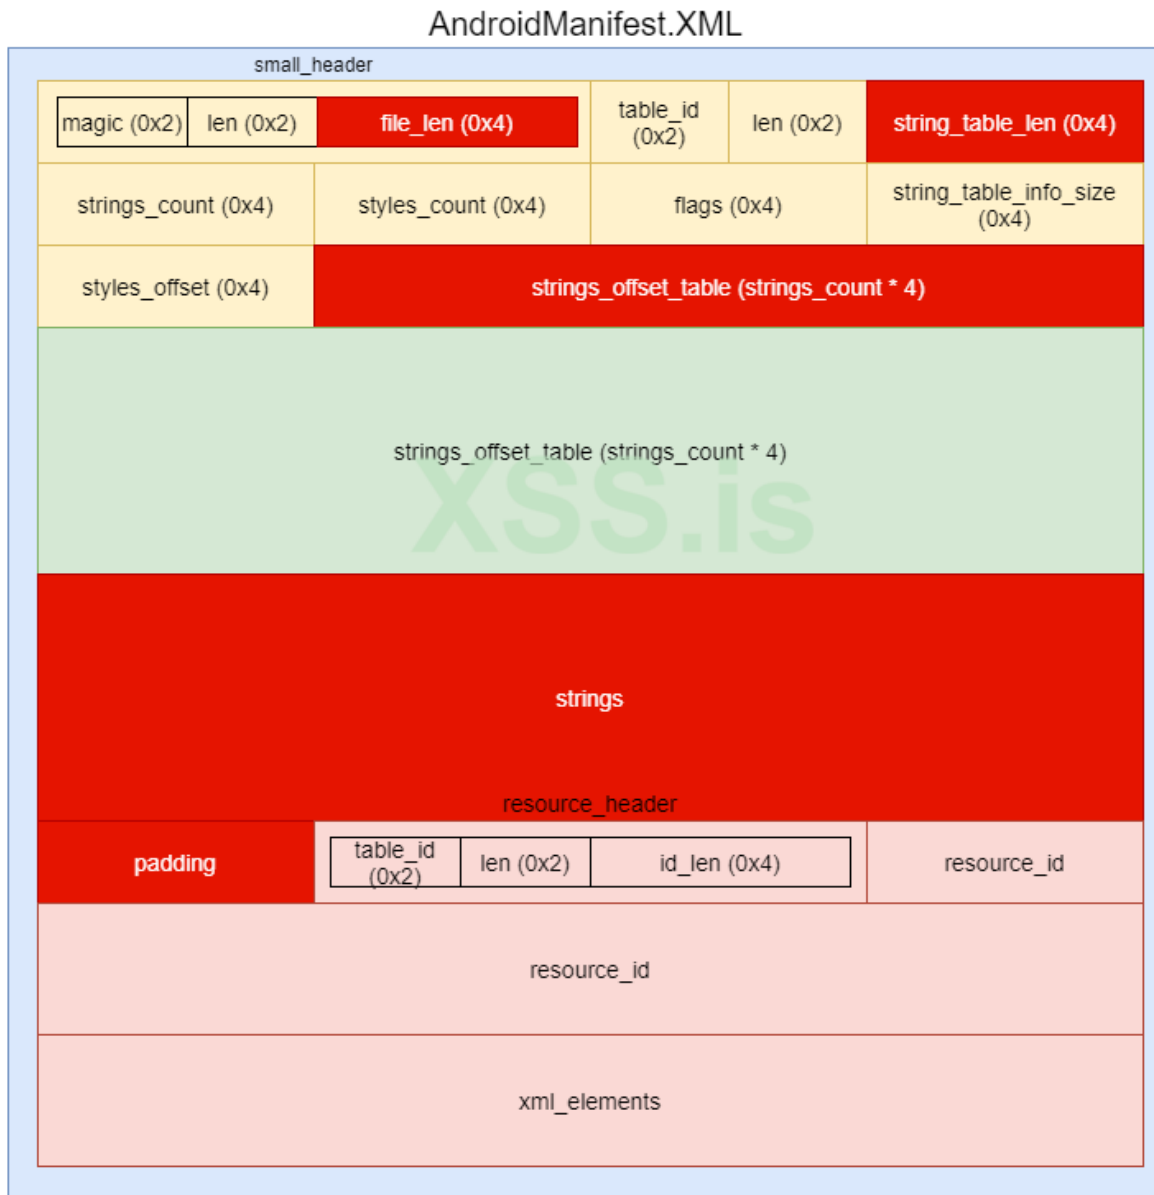 AndroidManifest.XML
small_header
magic (0x2) len (0x2) file_len (0x4) table_id (0x2) len (0x2) string_table_len (0x4)
strings_count (0x4) styles_count (0x4) flags (0x4) string_table_info_size (0x4)
styles_offset (0x4) strings_offset_table (strings_count * 4)
strings_offset_table (strings_count * 4)
XSS.is
strings
resource_header
padding table_id (0x2) len (0x2) id_len (0x4) resource_id
resource_id
xml_elements